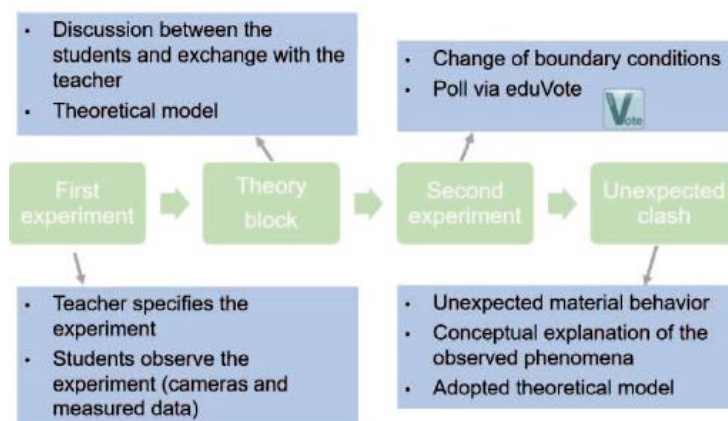 • Discussion between the
students and exchange with the
teacher
• Theoretical model
• Change of boundary conditions
• Poll via eduVote
Vote
First
experiment
Theory
block
Second
experiment
Unexpected
clash
• Teacher specifies the
experiment
• Students observe the
experiment (cameras and
measured data)
• Unexpected material behavior
• Conceptual explanation of the
observed phenomena
• Adopted theoretical model